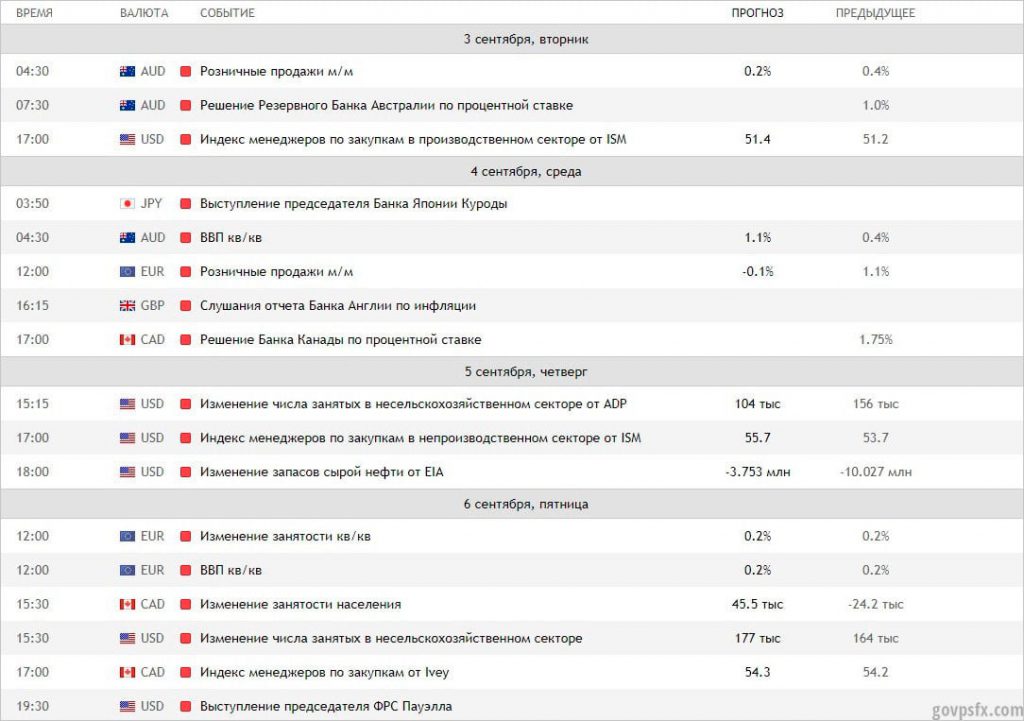 ВРЕМЯ ВАЛЮТА СОБЫТИЕ ПРОГНОЗ ПРЕДЫДУЩЕЕ
3 сентября, вторник
04:30 AUD Розничные продажи м/м 0.2% 0.4%
07:30 AUD Решение Резервного Банка Австралии по процентной ставке 1.0%
17:00 USD Индекс менеджеров по закупкам в производственном секторе от ISM 51.4 51.2
4 сентября, среда
03:50 JPY Выступление председателя Банка Японии Куроды
04:30 AUD ВВП кв/кв 1.1% 0.4%
12:00 EUR Розничные продажи м/м -0.1% 1.1%
16:15 GBP Слушания отчета Банка Англии по инфляции
17:00 CAD Решение Банка Канады по процентной ставке 1.75%
5 сентября, четверг
15:15 USD Изменение числа занятых в несельскохозяйственном секторе от ADP 104 тыс 156 тыс
17:00 USD Индекс менеджеров по закупкам в непроизводственном секторе от ISM 55.7 53.7
18:00 USD Изменение запасов сырой нефти от EIA -3.753 млн -10.027 млн
6 сентября, пятница
12:00 EUR Изменение занятости кв/кв 0.2% 0.2%
12:00 EUR ВВП кв/кв 0.2% 0.2%
15:30 CAD Изменение занятости населения 45.5 тыс -24.2 тыс
15:30 USD Изменение числа занятых в несельскохозяйственном секторе 177 тыс 164 тыс
17:00 CAD Индекс менеджеров по закупкам от Ivey 54.3 54.2
19:30 USD Выступление председателя ФРС Пауэлла
govpsfx.com